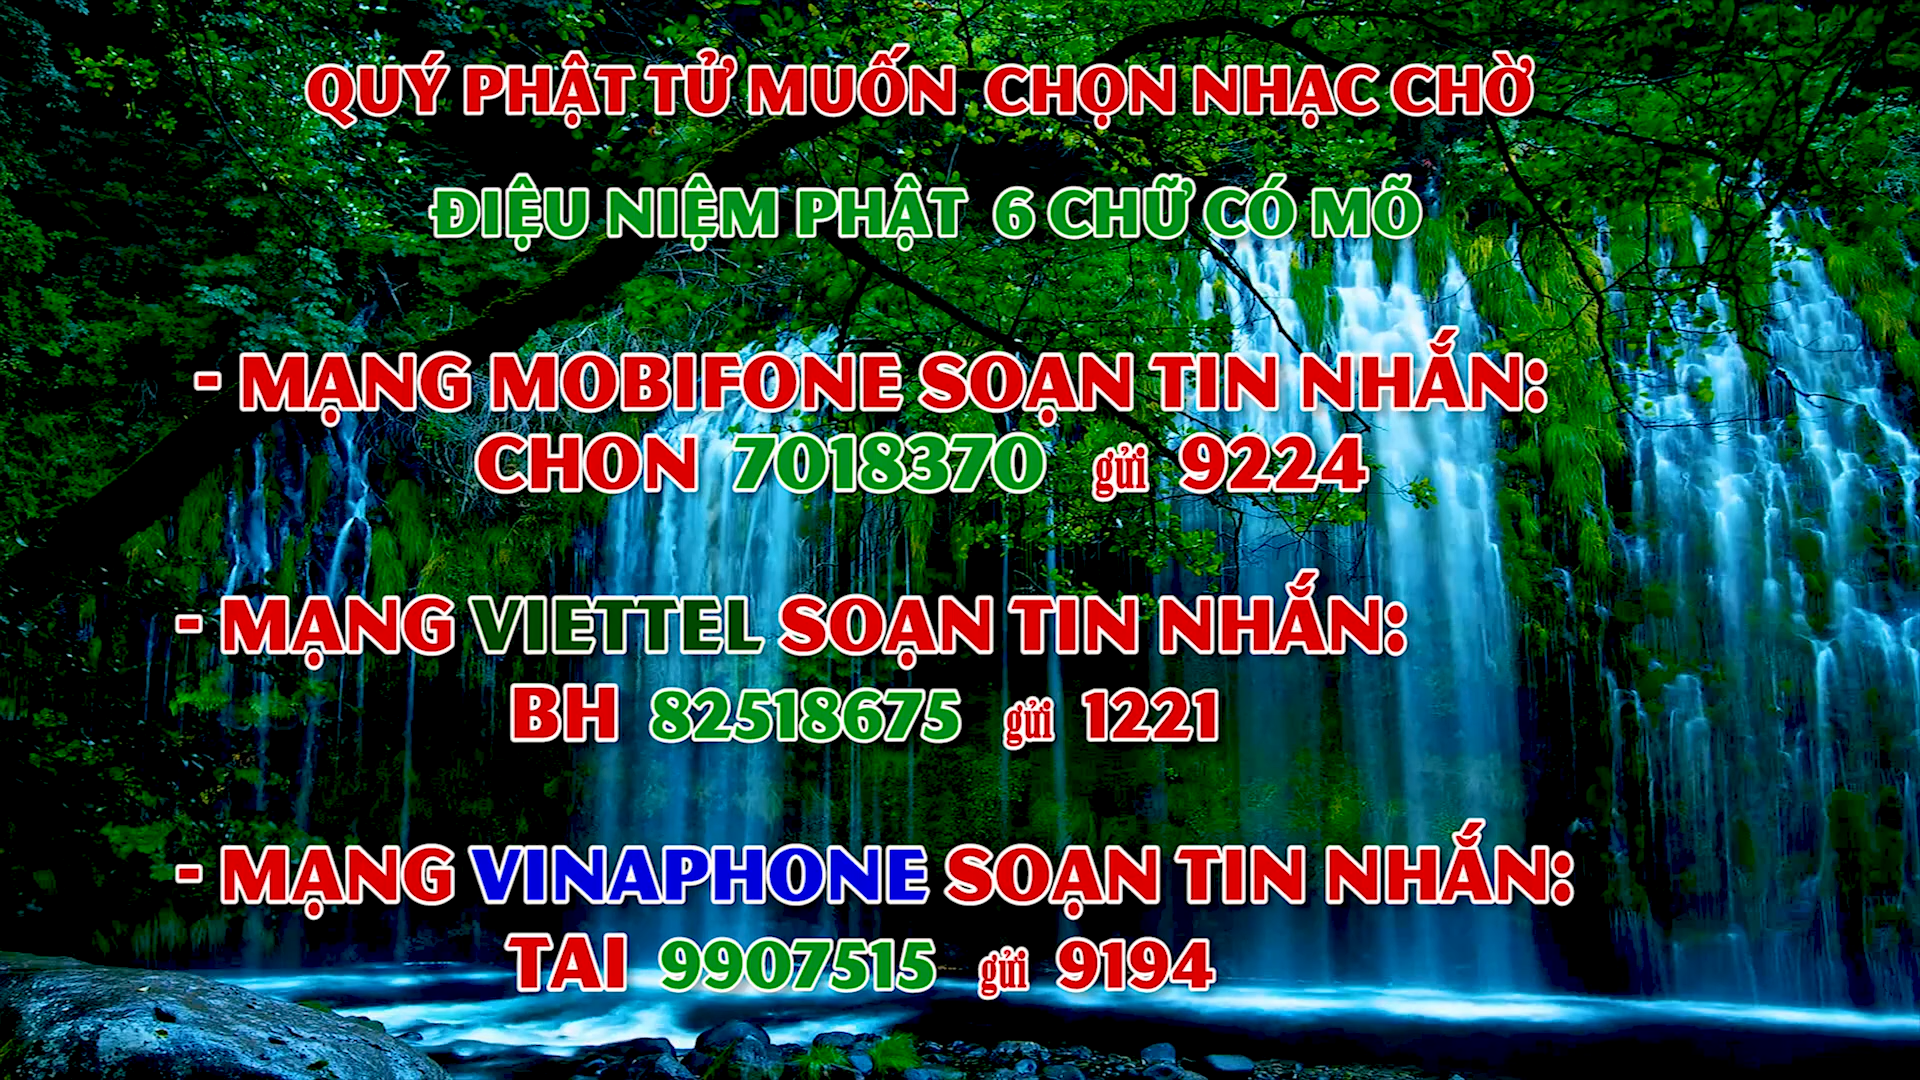 QUÝ PHẬT TỬ MUỐN CHỌN NHẠC CHỜ
ĐIỆU NIỆM PHẬT 6 CHỮ CÓ MÕ
- MẠNG MOBIFONE SOẠN TIN NHẮN:
CHON 7018370 gửi 9224
- MẠNG VIETTEL SOẠN TIN NHẮN:
BH 82518675 gửi 1221
- MẠNG VINAPHONE SOẠN TIN NHẮN:
TAI 9907515 gửi 9194